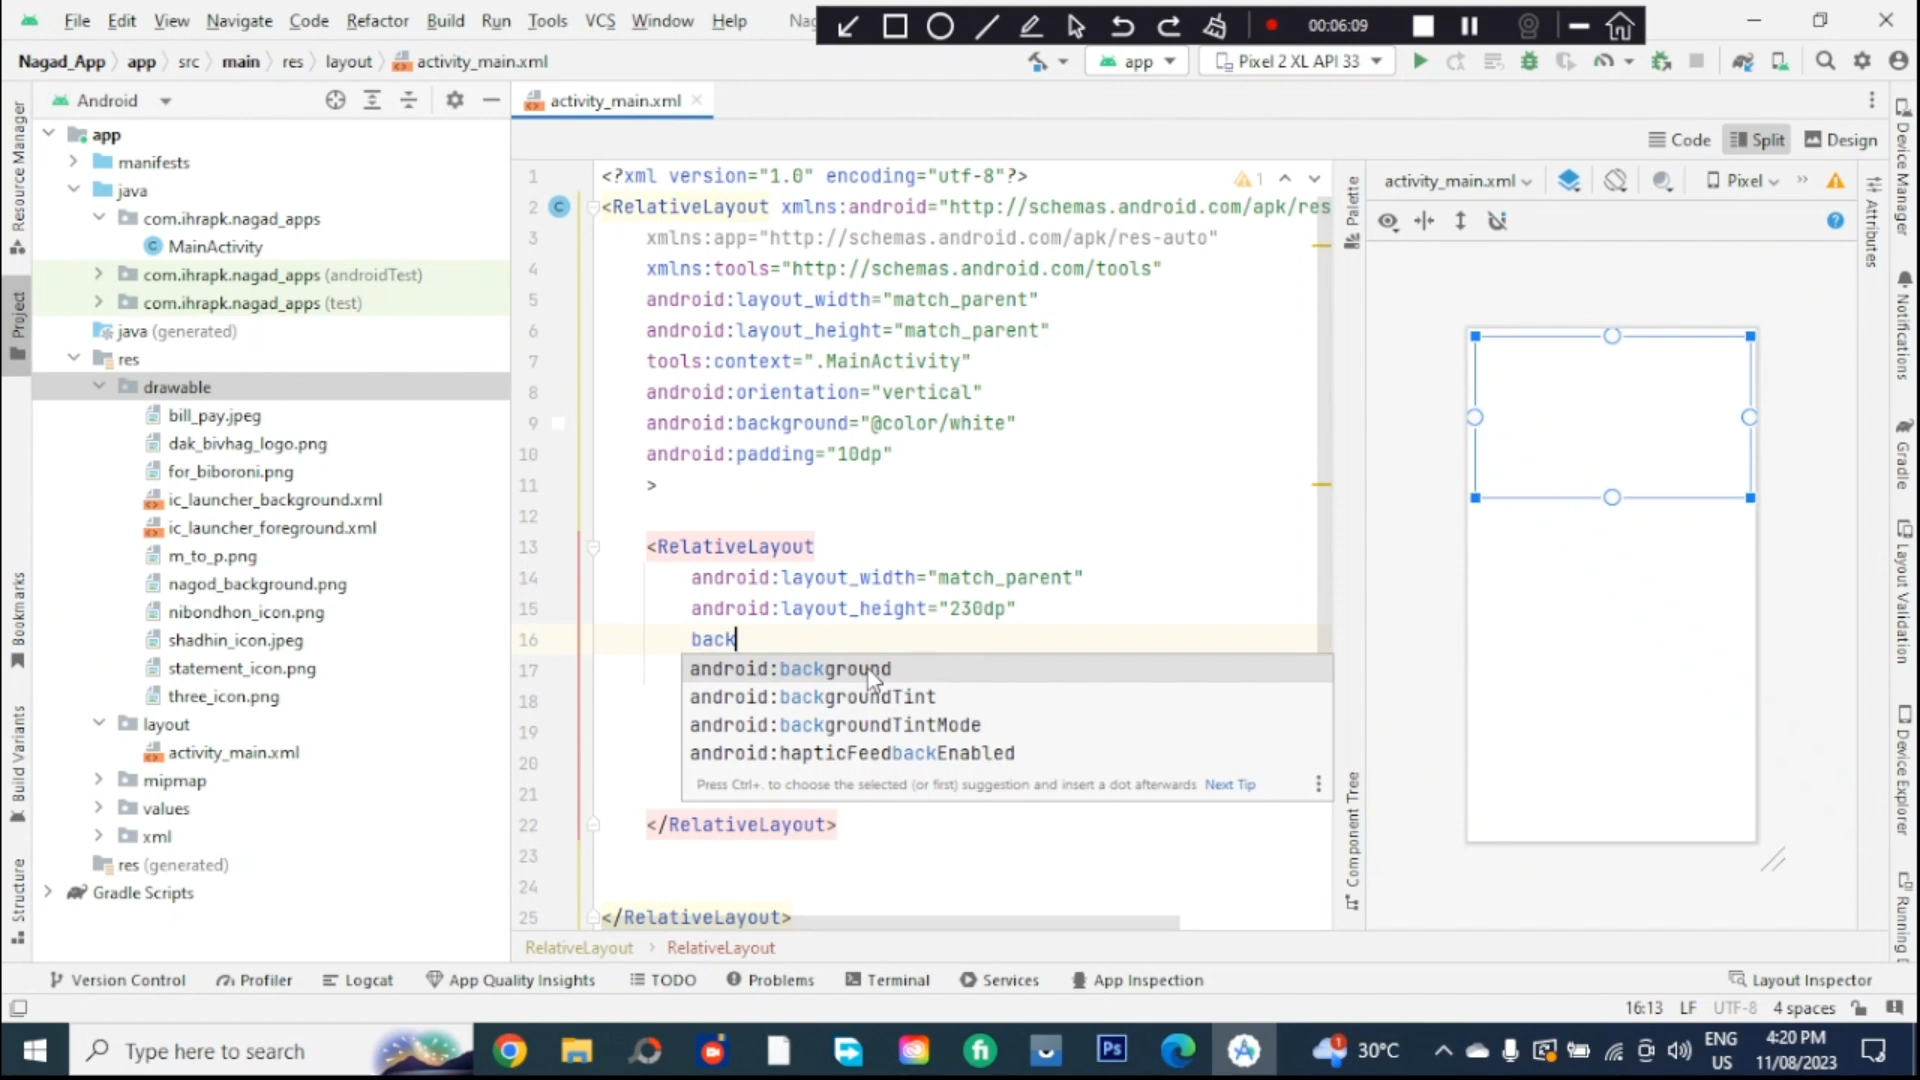 File Edit View Navigate Code Refactor Build Run Tools VCS Window Help Nag
00:06:09
Nagad_App app src main res layout activity_main.xml
app Pixel 2 XL API 33
Android
activity_main.xml
Code Split Design
Resource Manager
Project
Bookmarks
Build Variants
Structure
app
manifests
java
com.ihrapk.nagad_apps
MainActivity
com.ihrapk.nagad_apps (androidTest)
com.ihrapk.nagad_apps (test)
java (generated)
res
drawable
bill_pay.jpeg
dak_bivhag_logo.png
for_biboroni.png
ic_launcher_background.xml
ic_launcher_foreground.xml
m_to_p.png
nagod_background.png
nibondhon_icon.png
shadhin_icon.jpeg
statement_icon.png
three_icon.png
layout
activity_main.xml
mipmap
values
xml
res (generated)
Gradle Scripts
1 <?xml version="1.0" encoding="utf-8"?> 1
2 C <RelativeLayout xmlns:android="http://schemas.android.com/apk/res
3 xmlns:app="http://schemas.android.com/apk/res-auto"
4 xmlns:tools="http://schemas.android.com/tools"
5 android:layout_width="match_parent"
6 android:layout_height="match_parent"
7 tools:context=".MainActivity"
8 android:orientation="vertical"
9 android:background="@color/white"
10 android:padding="10dp"
11 >
12
13 <RelativeLayout
14 android:layout_width="match_parent"
15 android:layout_height="230dp"
16 back
17 android:background
18 android:backgroundTint
19 android:backgroundTintMode
20 android:hapticFeedbackEnabled
21 Press Ctrl+. to choose the selected (or first) suggestion and insert a dot afterwards Next Tip
22 </RelativeLayout>
23
24
25 </RelativeLayout>
RelativeLayout RelativeLayout
Palette
Component Tree
activity_main.xml Pixel
Attributes
Device Manager
Notifications
Gradle
Layout Validation
Device Explorer
Running D
Version Control Profiler Logcat App Quality Insights TODO Problems Terminal Services App Inspection Layout Inspector
16:13 LF UTF-8 4 spaces
Type here to search
Ps
1 30°C
ENG
US
4:20 PM
11/08/2023